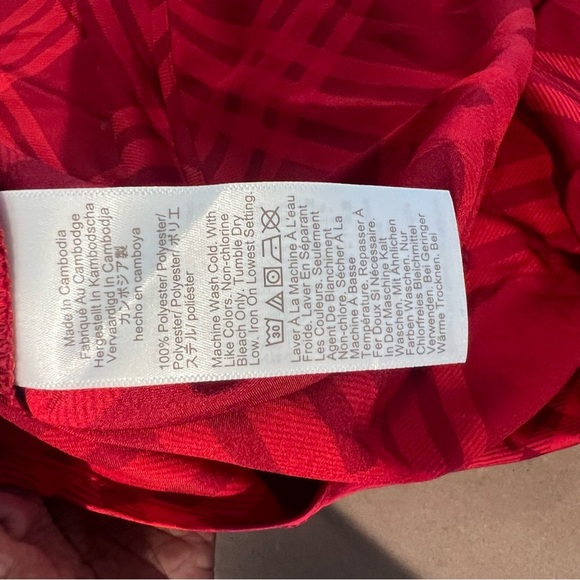 Made In Cambodia
Fabriqué Au Cambodge
Hergestellt In Kambodscha
Vervaardigd In Cambodja
カンボジア製
hecho en camboya
100% Polyester/Polyester/
Polyester/Polyester/ポリエ
ステル/poliéster
Machine Wash Cold. With
Like Colors. Non-chlorine
Bleach Only, Tumble Dry
Low. Iron On Lowest Setting.
30
Laver À La Machine À L'eau
Froide. Laver En Séparant
Les Couleurs. Seulement
Agent De Blanchiment
Non-chlore. Sécher À La
Machine À Basse
Température. Repasser À
Fer Doux Si Nécessaire.
In Der Maschine Kalt
Waschen. Mit Ähnlichen
Farben Waschen. Nur
Chlorfreies Bleichmittel
Verwenden. Bei Geringer
Wärme Trocknen. Bei